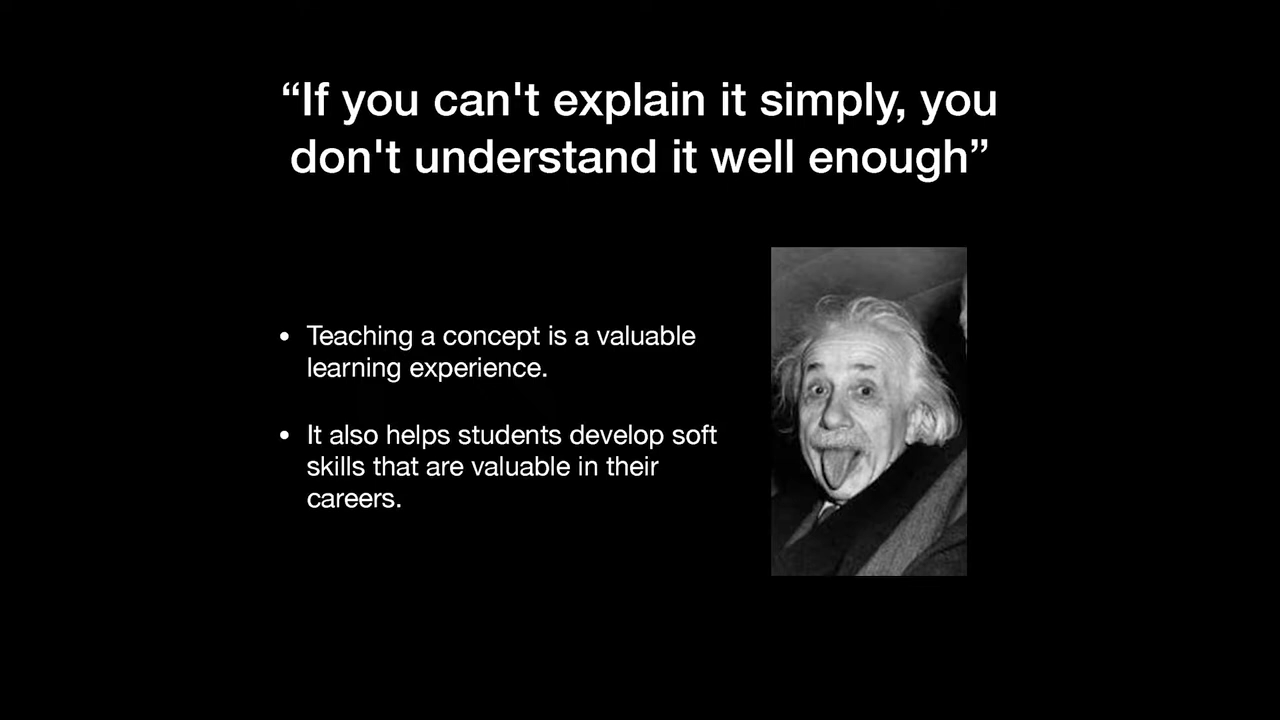 “If you can't explain it simply, you
don't understand it well enough”
• Teaching a concept is a valuable
learning experience.
• It also helps students develop soft
skills that are valuable in their
careers.